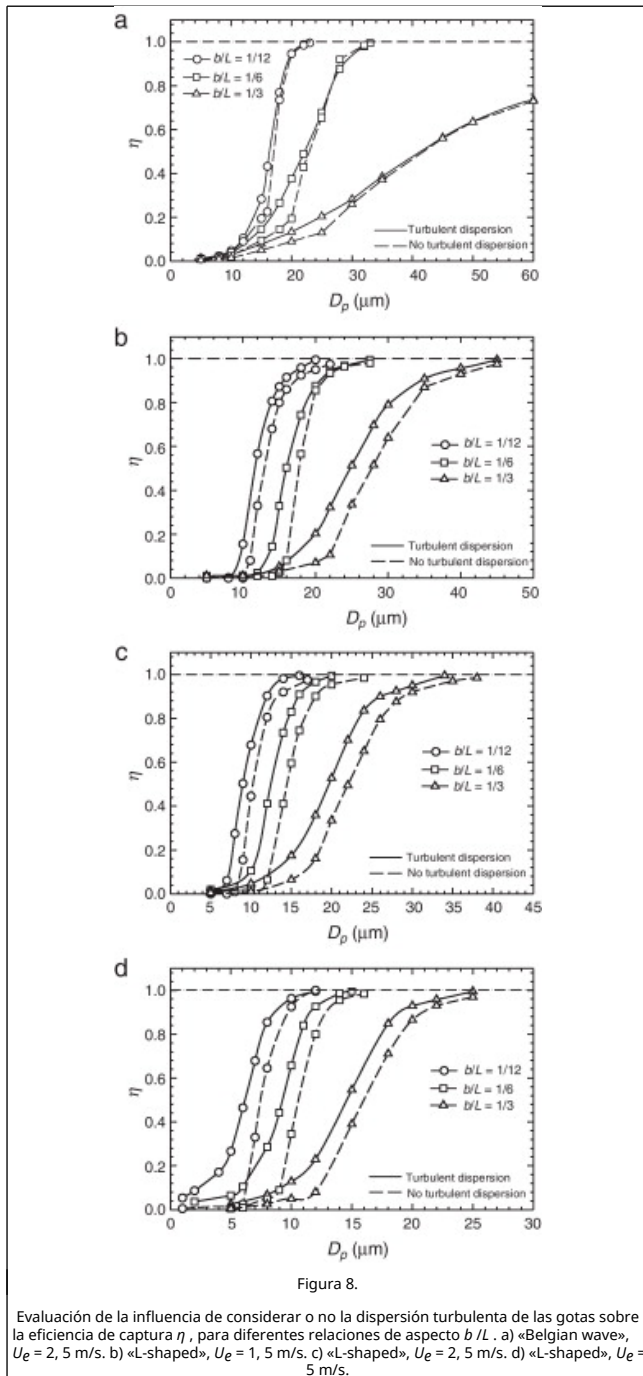 a
1.0
b/L = 1/12
b/L = 1/6
b/L = 1/3
0.8
0.6
η
0.4
0.2
Turbulent dispersion
No turbulent dispersion
0.0
0 10 20 30 40 50 60
Dp (μm)
b
1.0
0.8
0.6
b/L = 1/12
b/L = 1/6
b/L = 1/3
η
0.4
0.2
Turbulent dispersion
No turbulent dispersion
0.0
0 10 20 30 40 50
Dp (μm)
c
1.0
0.8
b/L = 1/12
b/L = 1/6
b/L = 1/3
0.6
η
0.4
0.2
Turbulent dispersion
No turbulent dispersion
0.0
0 5 10 15 20 25 35 40 45
Dp (μm)
d
1.0
0.8
b/L = 1/12
b/L = 1/6
b/L = 1/3
0.6
η
0.4
0.2
Turbulent dispersion
No turbulent dispersion
0.0
0 5 10 15 20 25 30
Dp (μm)
Figura 8.
Evaluación de la influencia de considerar o no la dispersión turbulenta de las gotas sobre
la eficiencia de captura η , para diferentes relaciones de aspecto b /L . a) «Belgian wave»,
Ue = 2, 5 m/s. b) «L-shaped», Ue = 1, 5 m/s. c) «L-shaped», Ue = 2, 5 m/s. d) «L-shaped», Ue =
5 m/s.